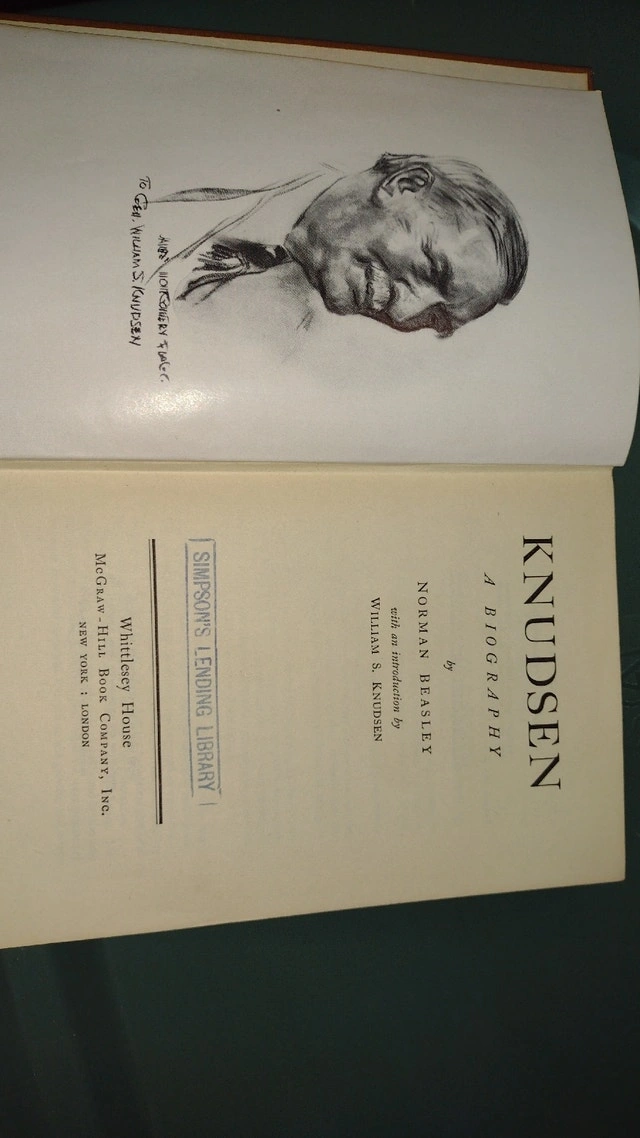 JAMES MONTGOMERY FLAGG.
TO GEN. WILLIAM S. KNUDSEN
KNUDSEN
A BIOGRAPHY
by
NORMAN BEASLEY
with an introduction by
WILLIAM S. KNUDSEN
SIMPSON'S LENDING LIBRARY
Whittlesey House
McGRAW-HILL BOOK COMPANY, INC.
NEW YORK : LONDON